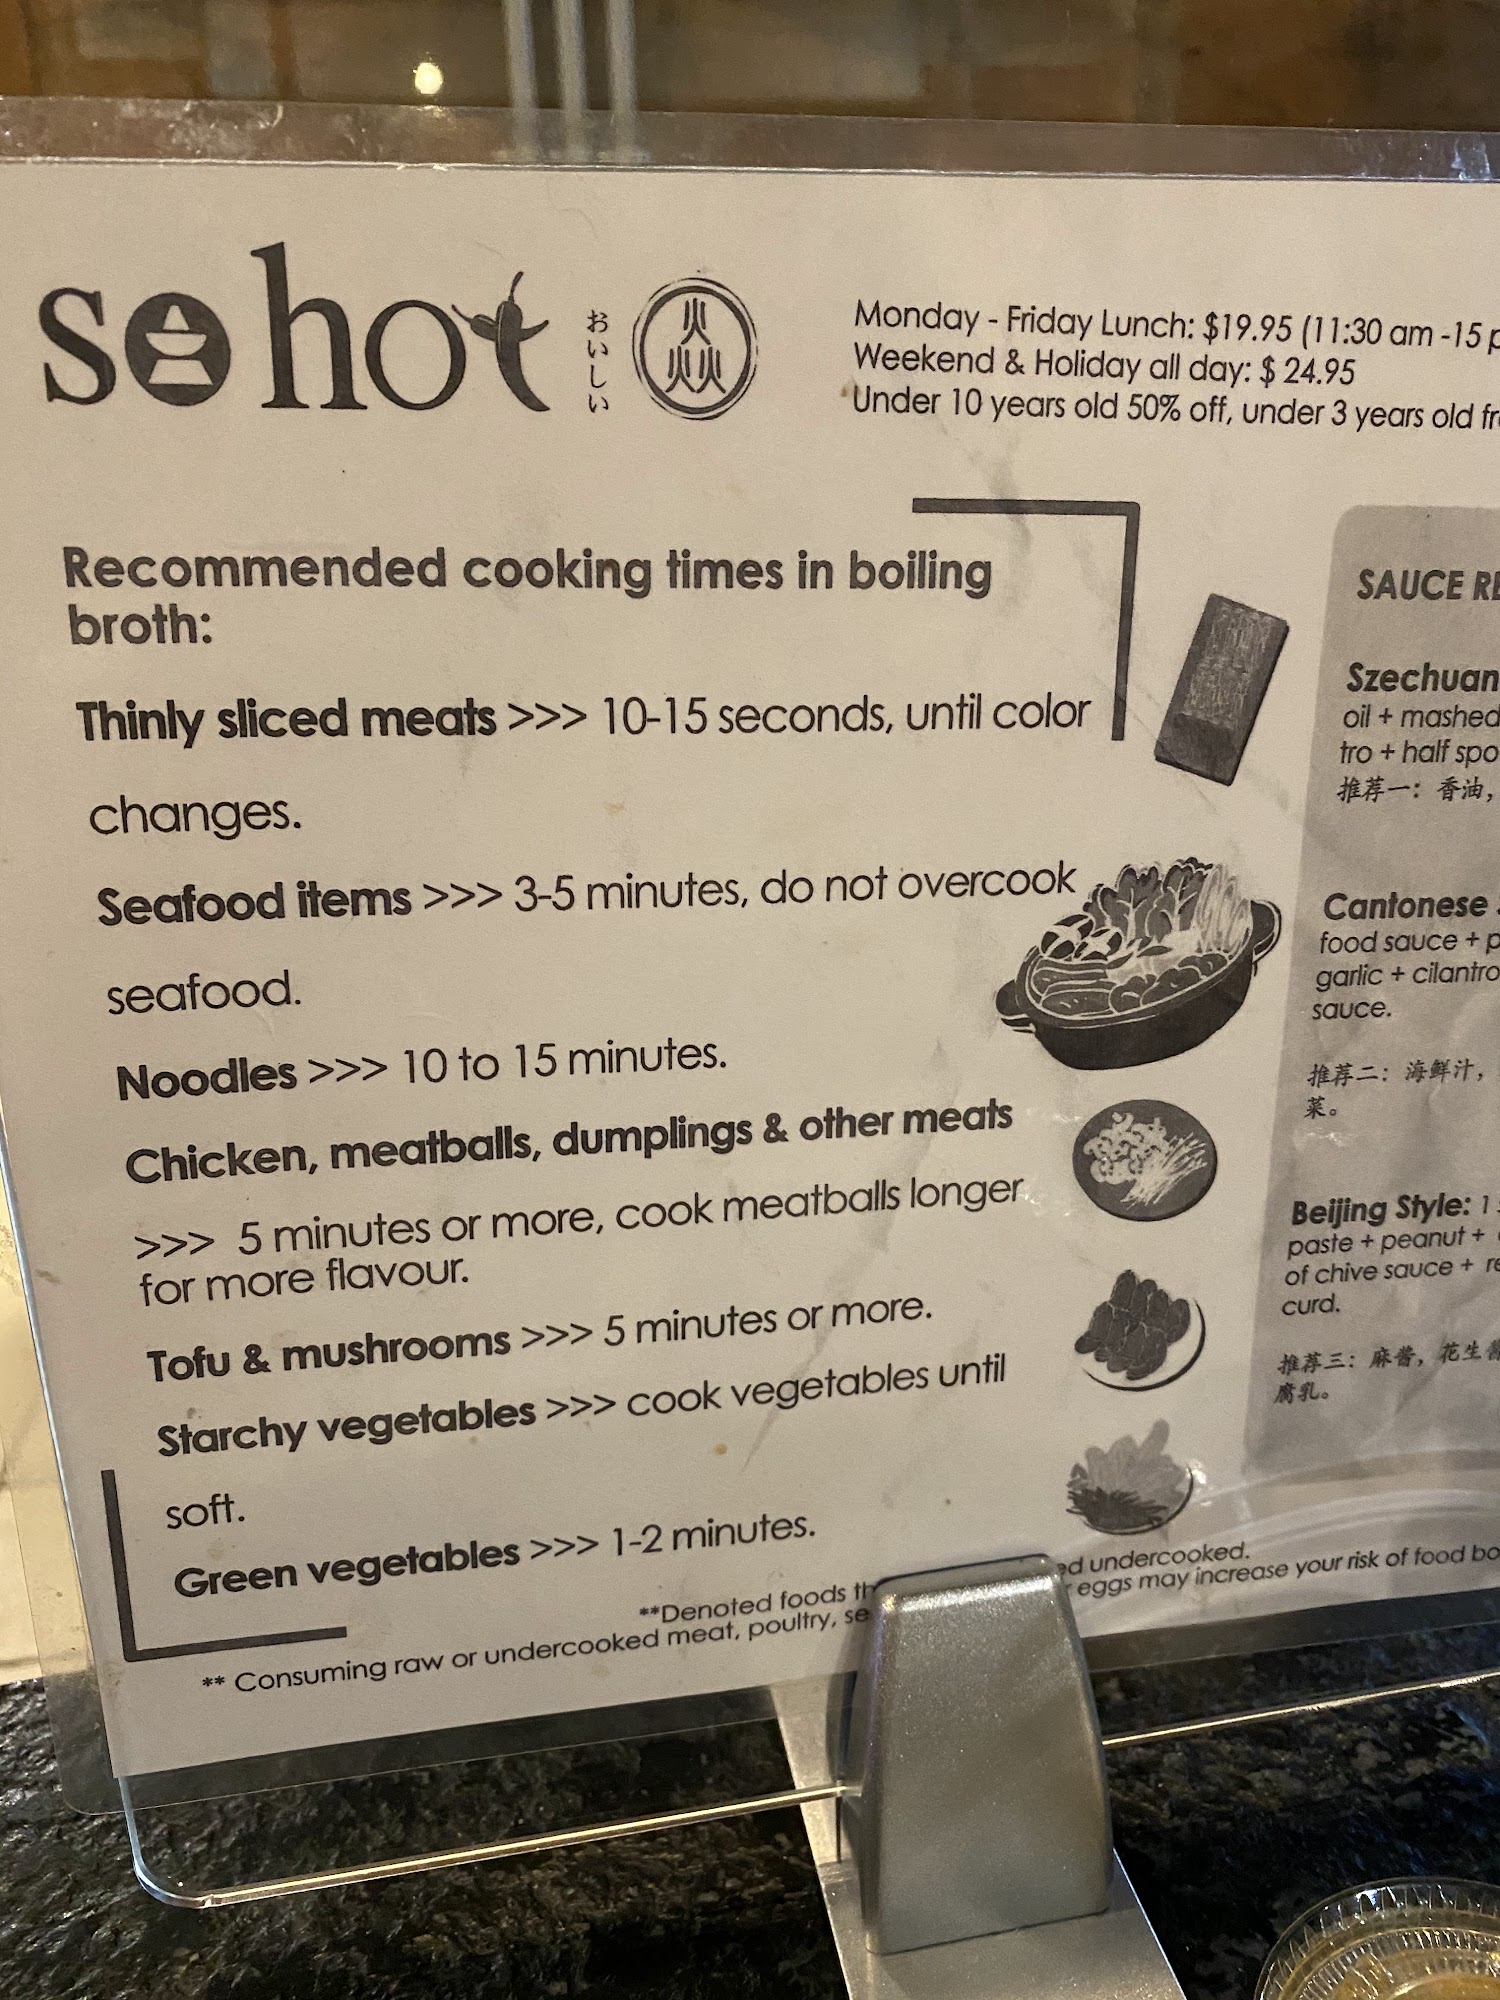 so hot
おいしい
焱
Monday - Friday Lunch: $19.95 (11:30 am -15
Weekend & Holiday all day: $ 24.95
Under 10 years old 50% off, under 3 years old
Recommended cooking times in boiling
broth:
Thinly sliced meats >>> 10-15 seconds, until color
changes.
Seafood items >>> 3-5 minutes, do not overcook
seafood.
Noodles >>> 10 to 15 minutes.
Chicken, meatballs, dumplings & other meats
>>> 5 minutes or more, cook meatballs longer
for more flavour.
Tofu & mushrooms >>> 5 minutes or more.
Starchy vegetables >>> cook vegetables until
soft.
Green vegetables >>> 1-2 minutes.
**Denoted foods undercooked.
** Consuming raw or undercooked meat, poultry, eggs may increase your risk of food
SAUCE
Szechuan
oil + mashed
tro + half
推荐一：香油，
Cantonese
food sauce +
garlic + cilantro
sauce.
推荐二：海鲜汁，
菜。
Beijing Style: 1
paste + peanut +
of chive sauce +
curd.
推荐三：麻酱，花生酱
腐乳。